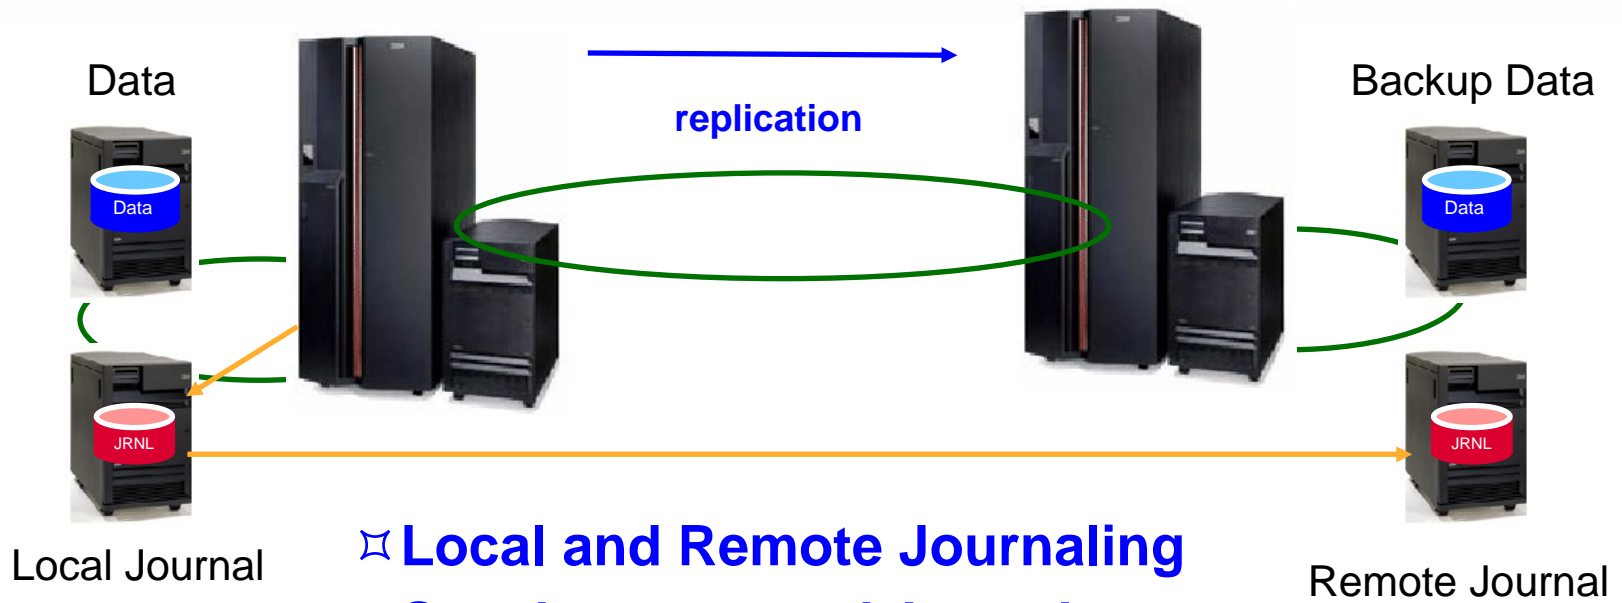 Data
Backup Data
replication
Data
Data
JRNL
JRNL
Local and Remote Journaling
Local Journal
Remote Journal